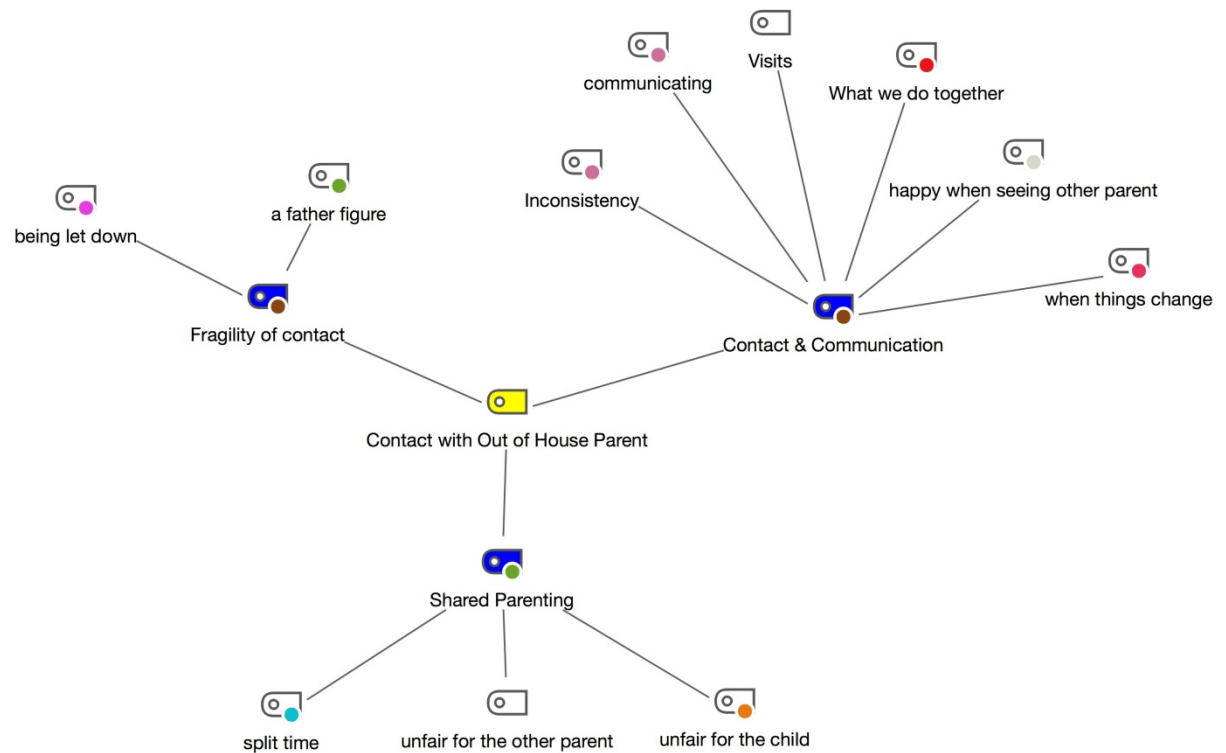 Visits
communicating
What we do together
happy when seeing other parent
Inconsistency
a father figure
being let down
when things change
Fragility of contact
Contact & Communication
Contact with Out of House Parent
Shared Parenting
split time
unfair for the other parent
unfair for the child